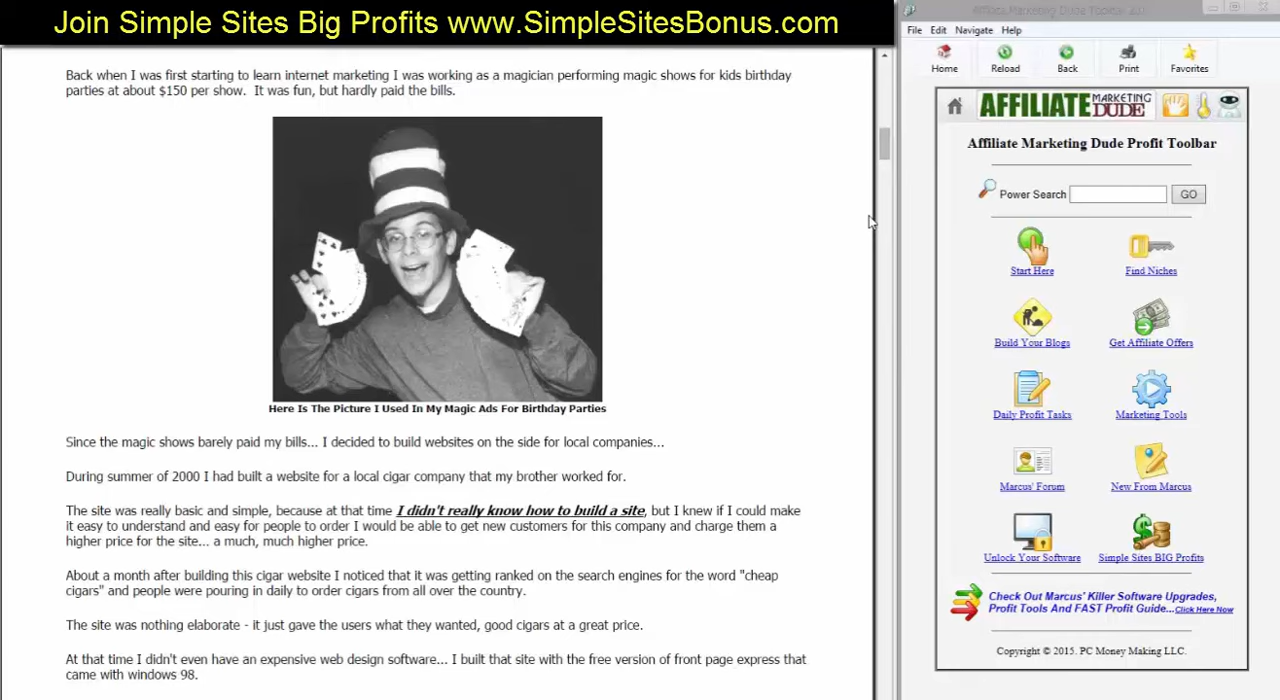 Join Simple Sites Big Profits www.SimpleSitesBonus.com
Back when I was first starting to learn internet marketing I was working as a magician performing magic shows for kids birthday
parties at about $150 per show. It was fun, but hardly paid the bills.
Here Is The Picture I Used In My Magic Ads For Birthday Parties
Since the magic shows barely paid my bills... I decided to build websites on the side for local companies...
During summer of 2000 I had built a website for a local cigar company that my brother worked for.
The site was really basic and simple, because at that time I didn't really know how to build a site, but I knew if I could make
it easy to understand and easy for people to order I would be able to get new customers for this company and charge them a
higher price for the site... a much, much higher price.
About a month after building this cigar website I noticed that it was getting ranked on the search engines for the word "cheap
cigars" and people were pouring in daily to order cigars from all over the country.
The site was nothing elaborate - it just gave the users what they wanted, good cigars at a great price.
At that time I didn't even have an expensive web design software... I built that site with the free version of front page express that
came with windows 98.
File Edit Navigate Help
Home Reload Back Print Favorites
AFFILIATE MARKETING DUDE
Affiliate Marketing Dude Profit Toolbar
Power Search GO
Start Here Find Niches
Build Your Blogs Get Affiliate Offers
Daily Profit Tasks Marketing Tools
Marcus' Forum New From Marcus
Unlock Your Software Simple Sites BIG Profits
Check Out Marcus' Killer Software Upgrades,
Profit Tools And FAST Profit Guide...Click Here Now
Copyright © 2015. PC Money Making LLC.